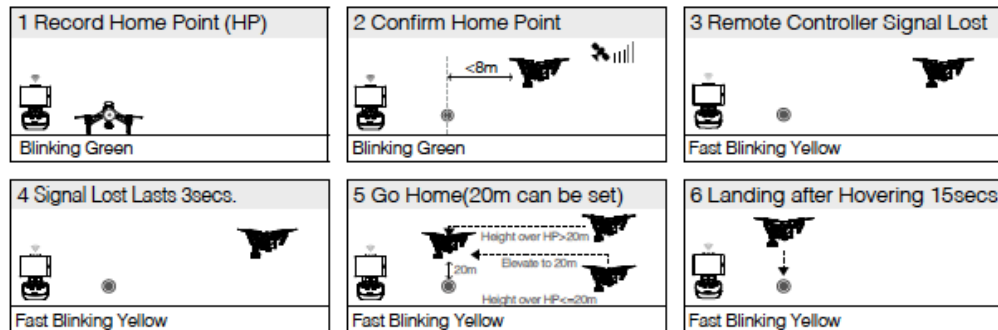 1 Record Home Point (HP)
Blinking Green
2 Confirm Home Point
<8m
Blinking Green
3 Remote Controller Signal Lost
Fast Blinking Yellow
4 Signal Lost Lasts 3secs.
Fast Blinking Yellow
5 Go Home(20m can be set)
Height over HP>20m
Elevate to 20m
20m
Height over HP<=20m
Fast Blinking Yellow
6 Landing after Hovering 15secs
Fast Blinking Yellow